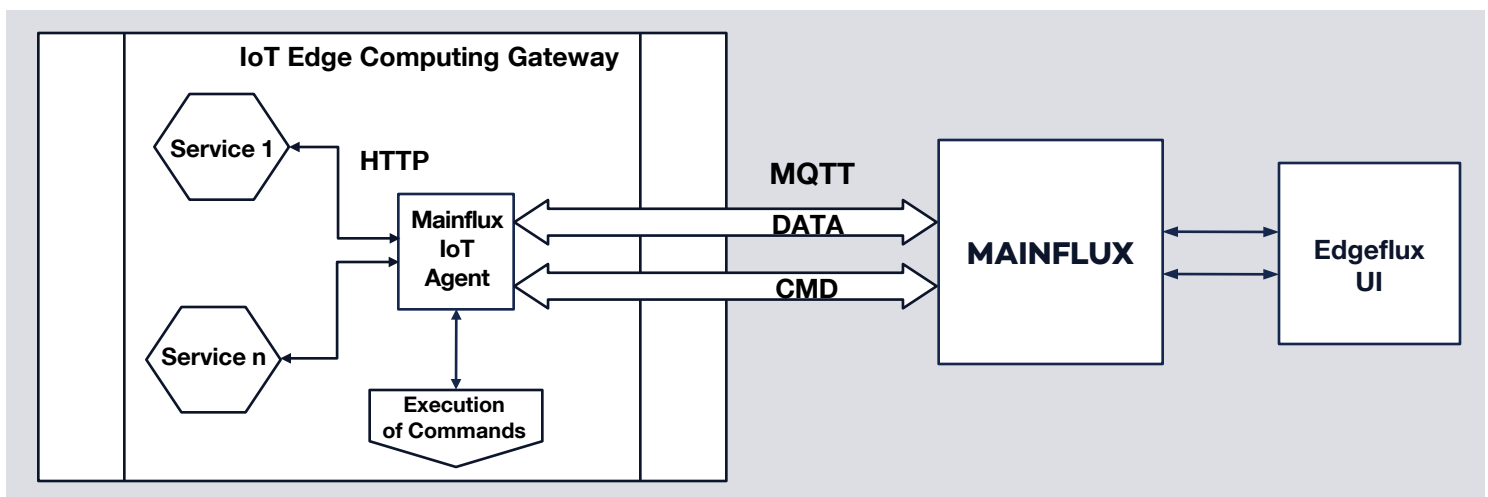 IoT Edge Computing Gateway
Service 1
HTTP
Mainflux
IoT
Agent
Service n
Execution
of Commands
MQTT
DATA
CMD
MAINFLUX
Edgeflux
UI